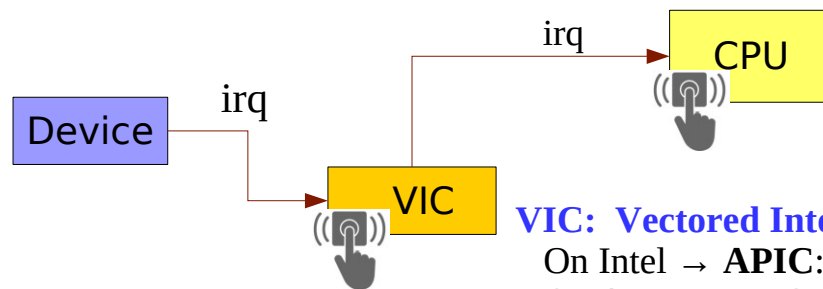 irq
CPU
irq
Device
VIC
VIC: Vectored Inte
On Intel → APIC: